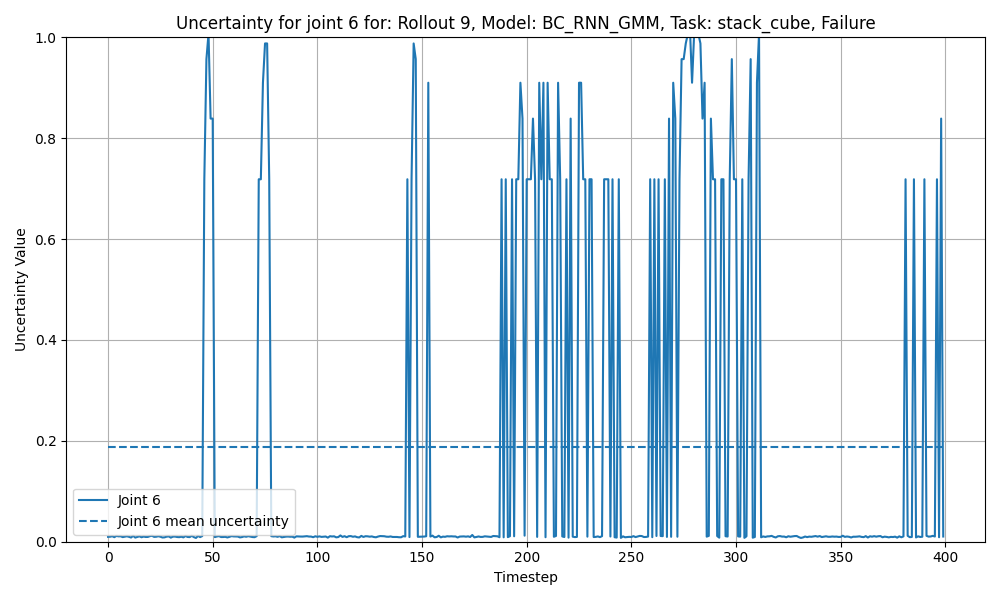 Uncertainty for joint 6 for: Rollout 9, Model: BC_RNN_GMM, Task: stack_cube, Failure
1.0
0.8
0.6
0.4
0.2
0.0
Uncertainty Value
Joint 6
Joint 6 mean uncertainty
0 50 100 150 200 250 300 350 400
Timestep